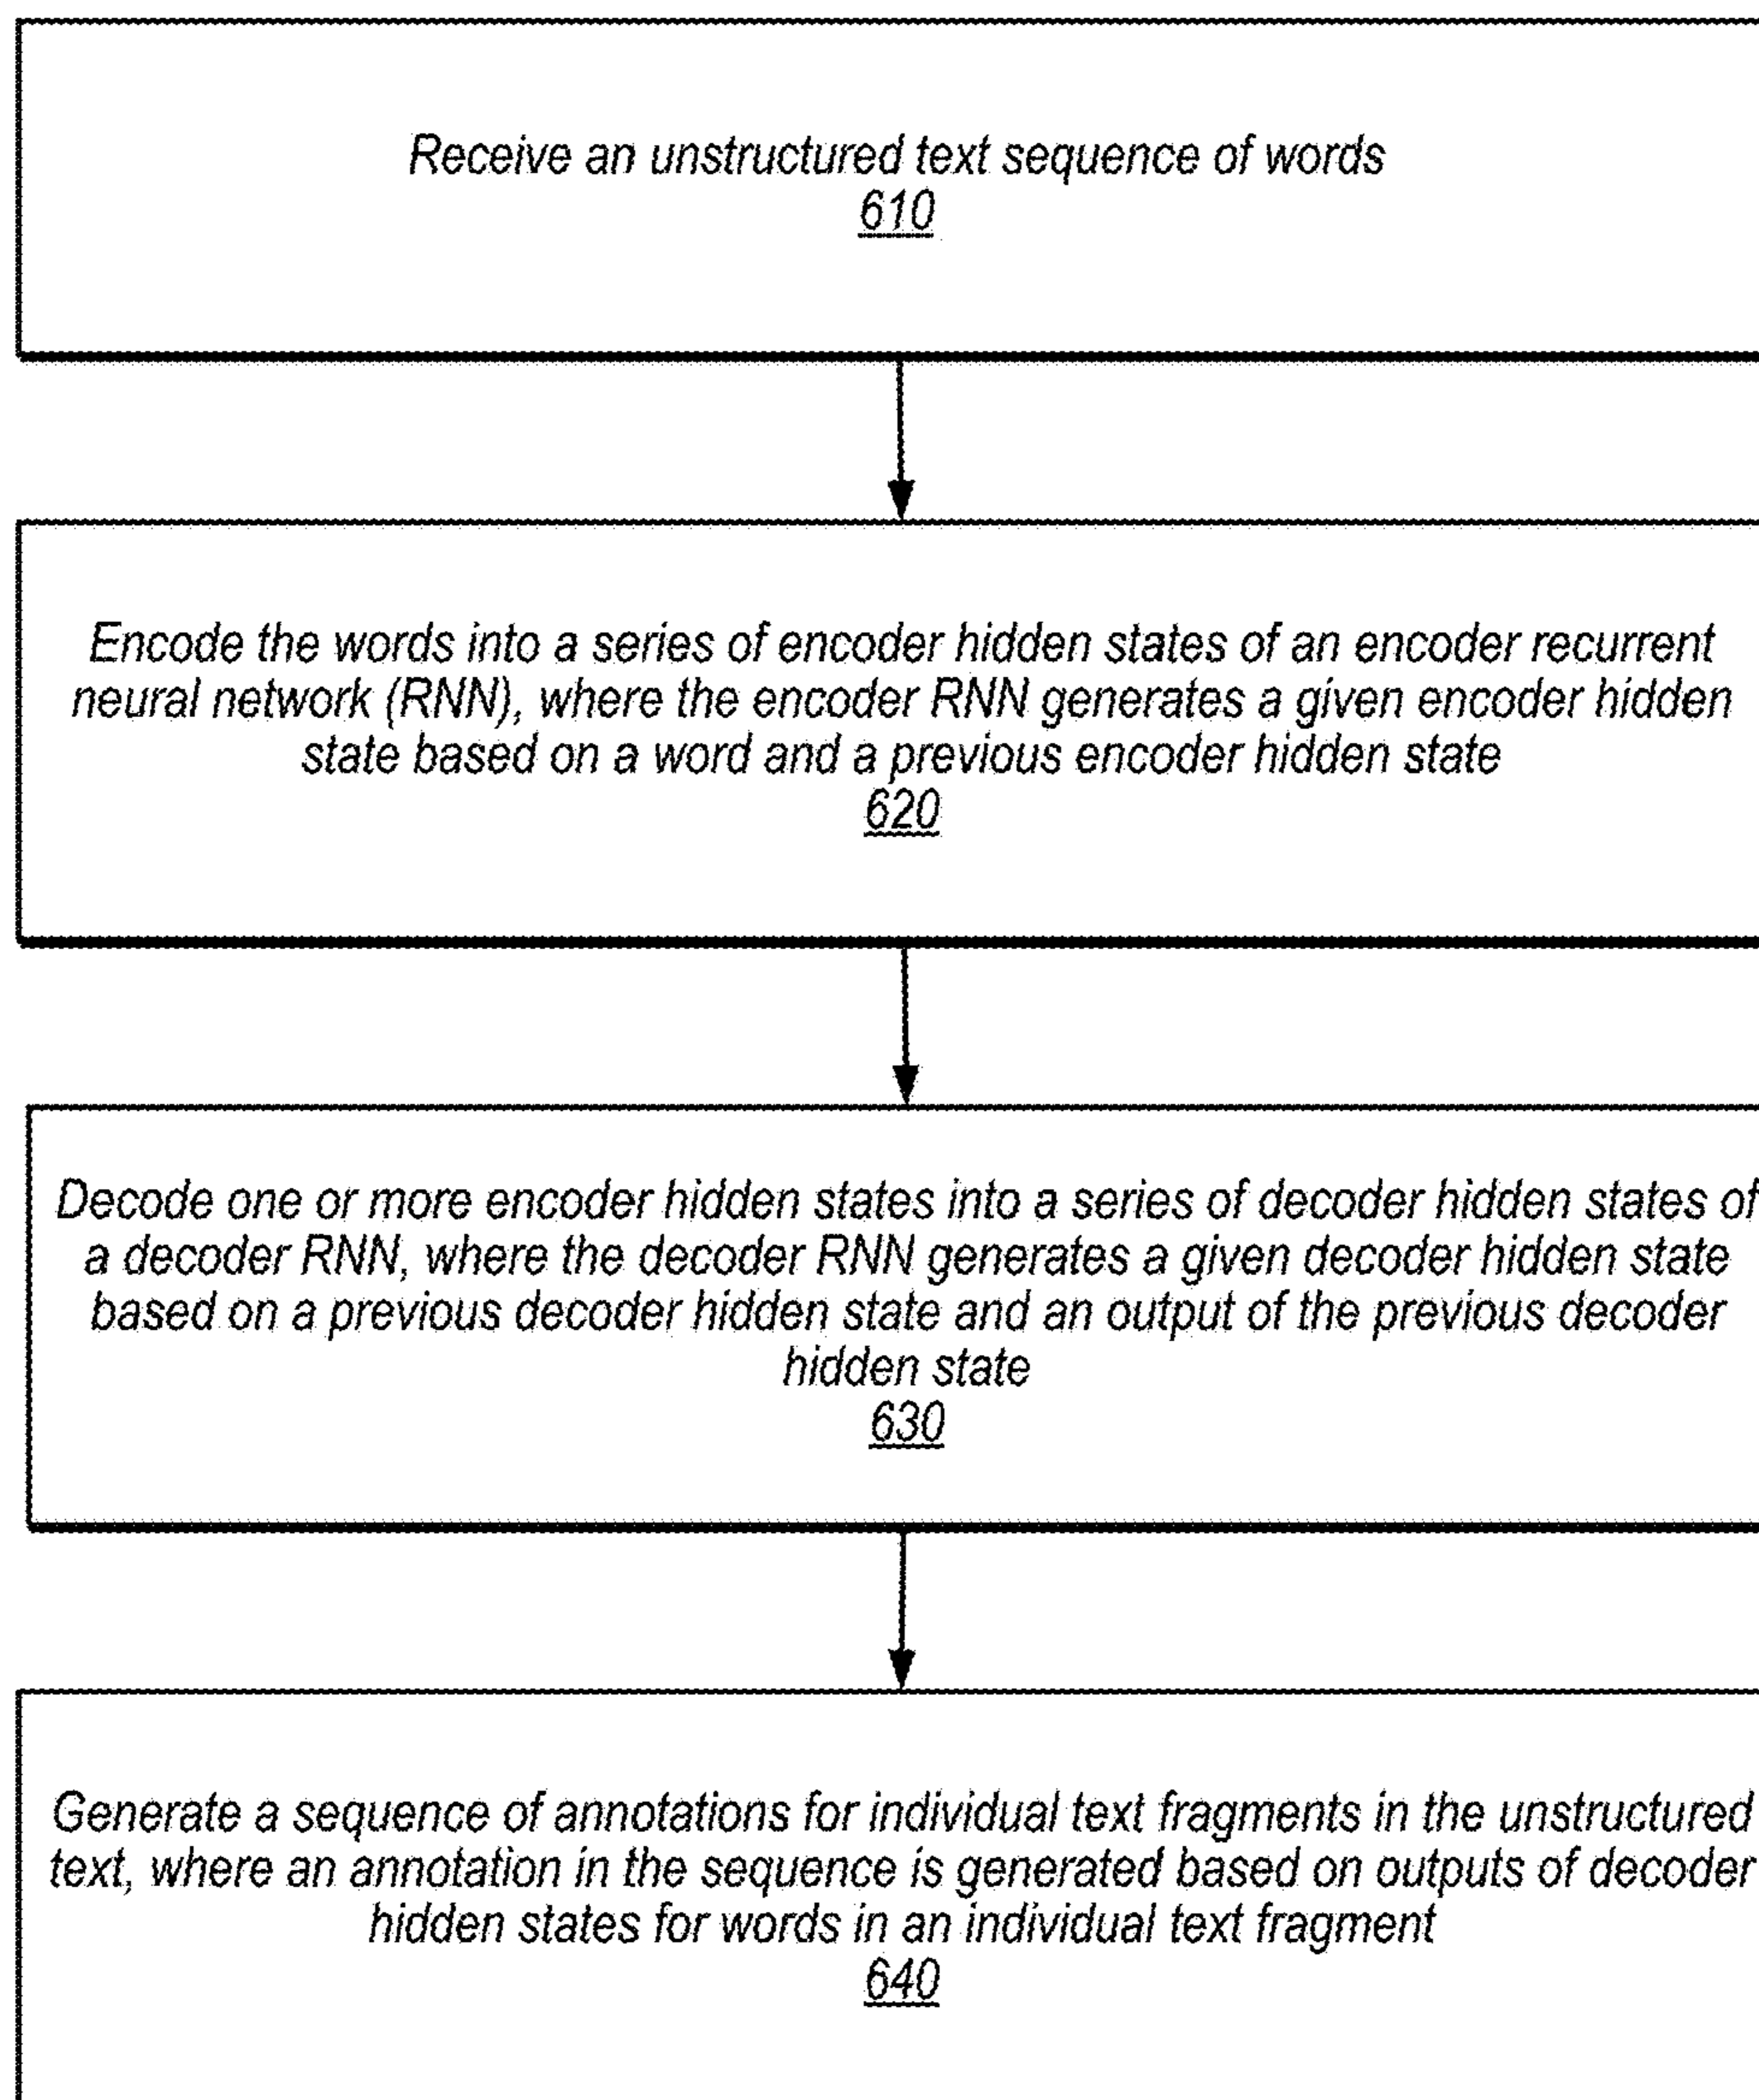 Receive an unstructured text sequence of words
610
Encode the words into a series of encoder hidden states of an encoder recurrent
neural network (RNN), where the encoder RNN generates a given encoder hidden
state based on a word and a previous encoder hidden state
620
Decode one or more encoder hidden states into a series of decoder hidden states of
a decoder RNN, where the decoder RNN generates a given decoder hidden state
based on a previous decoder hidden state and an output of the previous decoder
hidden state
630
Generate a sequence of annotations for individual text fragments in the unstructured
text, where an annotation in the sequence is generated based on outputs of decoder
hidden states for words in an individual text fragment
640